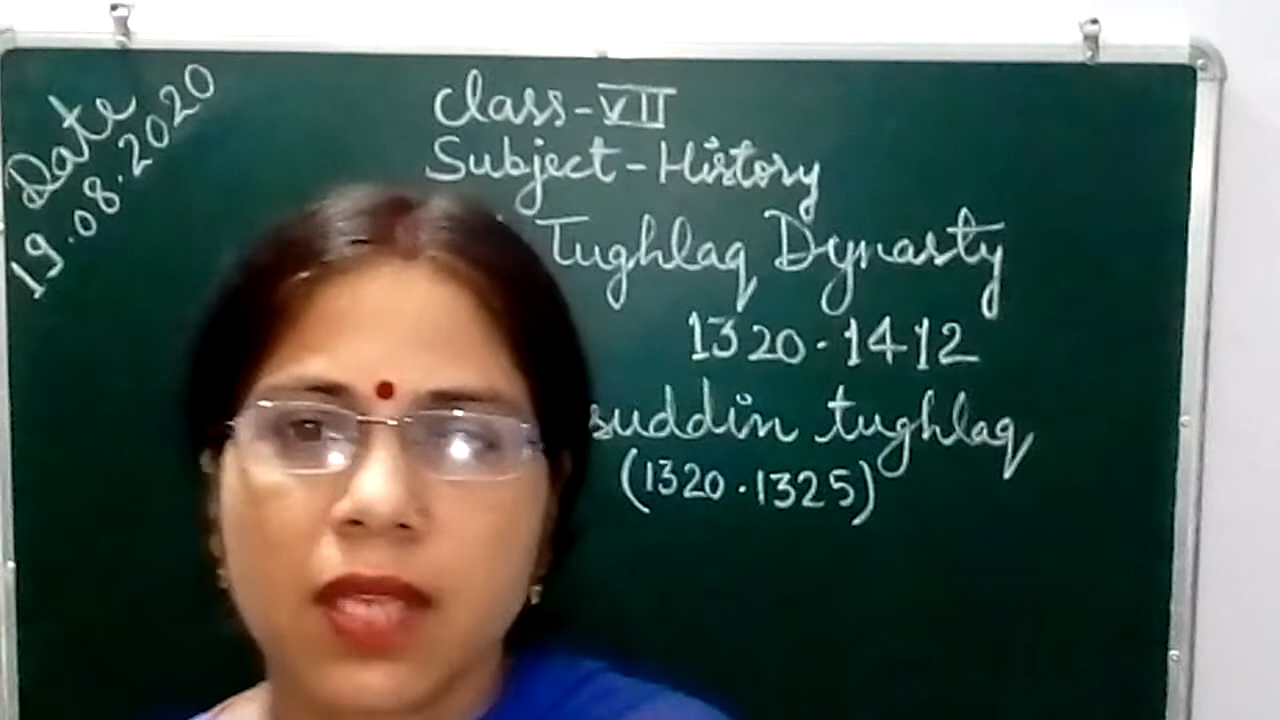 Date
19.08.2020
Class-VII
Subject-History
Tughlaq Dynasty
1320-1412
suddin tughlaq
(1320-1325)